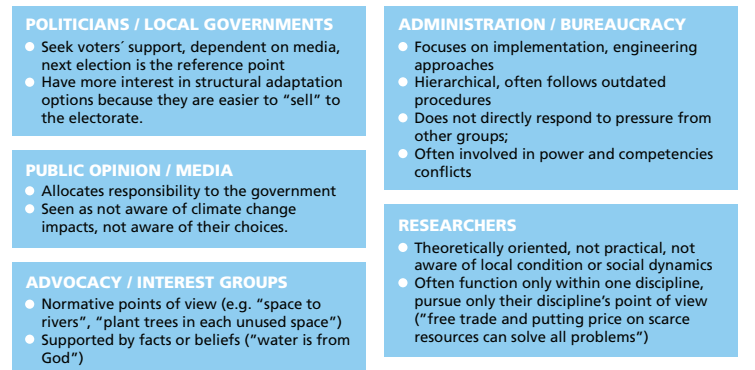 POLITICIANS / LOCAL GOVERNMENTS
● Seek voters´ support, dependent on media,
next election is the reference point
● Have more interest in structural adaptation
options because they are easier to “sell” to
the electorate.
PUBLIC OPINION / MEDIA
● Allocates responsibility to the government
● Seen as not aware of climate change
impacts, not aware of their choices.
ADVOCACY / INTEREST GROUPS
● Normative points of view (e.g. “space to
rivers”, “plant trees in each unused space”)
● Supported by facts or beliefs (”water is from
God”)
ADMINISTRATION / BUREAUCRACY
● Focuses on implementation, engineering
approaches
● Hierarchical, often follows outdated
procedures
● Does not directly respond to pressure from
other groups;
● Often involved in power and competencies
conflicts
RESEARCHERS
● Theoretically oriented, not practical, not
aware of local condition or social dynamics
● Often function only within one discipline,
pursue only their discipline’s point of view
(”free trade and putting price on scarce
resources can solve all problems”)